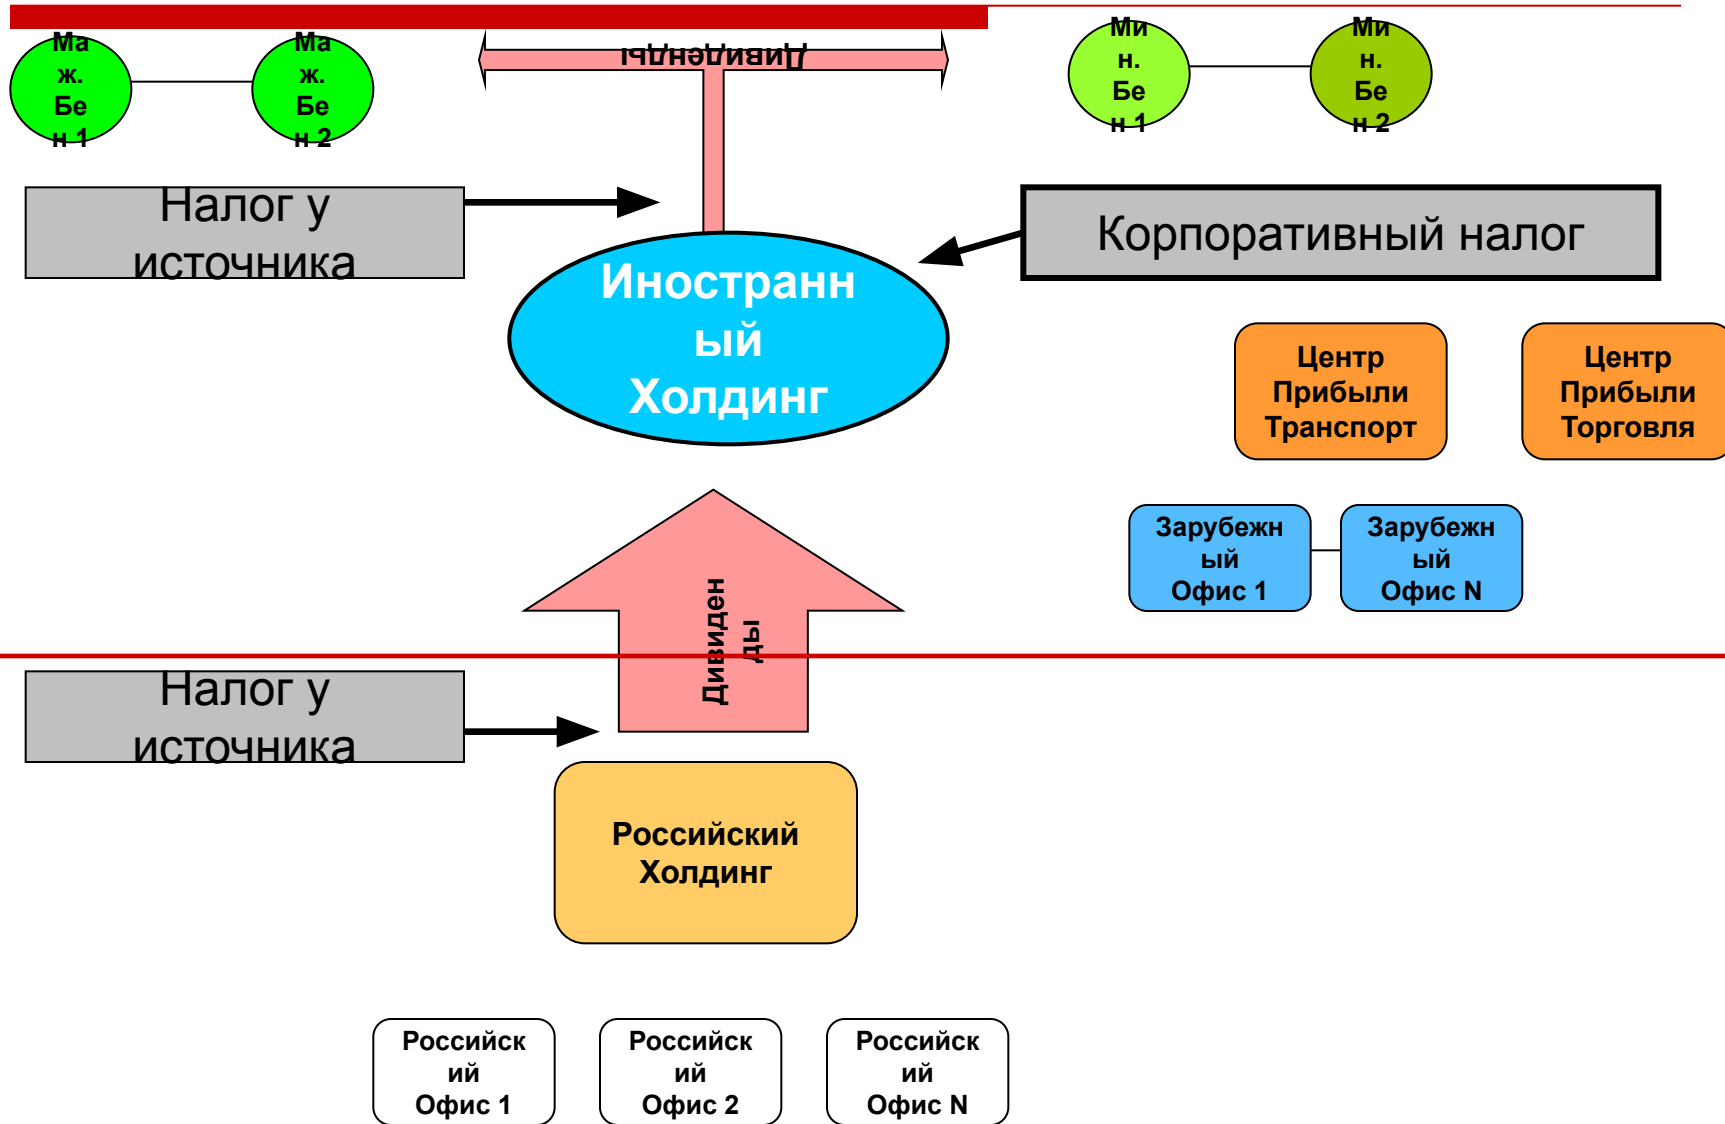 Ма
ж.
Бе
н 1
Ма
ж.
Бе
н 2
Дивиденды
Ми
н.
Бе
н 1
Ми
н.
Бе
н 2
Налог у
источника
Корпоративный налог
Иностранн
ый
Холдинг
Центр
Прибыли
Транспорт
Центр
Прибыли
Торговля
Зарубежн
ый
Офис 1
Зарубежн
ый
Офис N
Дивиден
ды
Налог у
источника
Российский
Холдинг
Российск
ий
Офис 1
Российск
ий
Офис 2
Российск
ий
Офис N